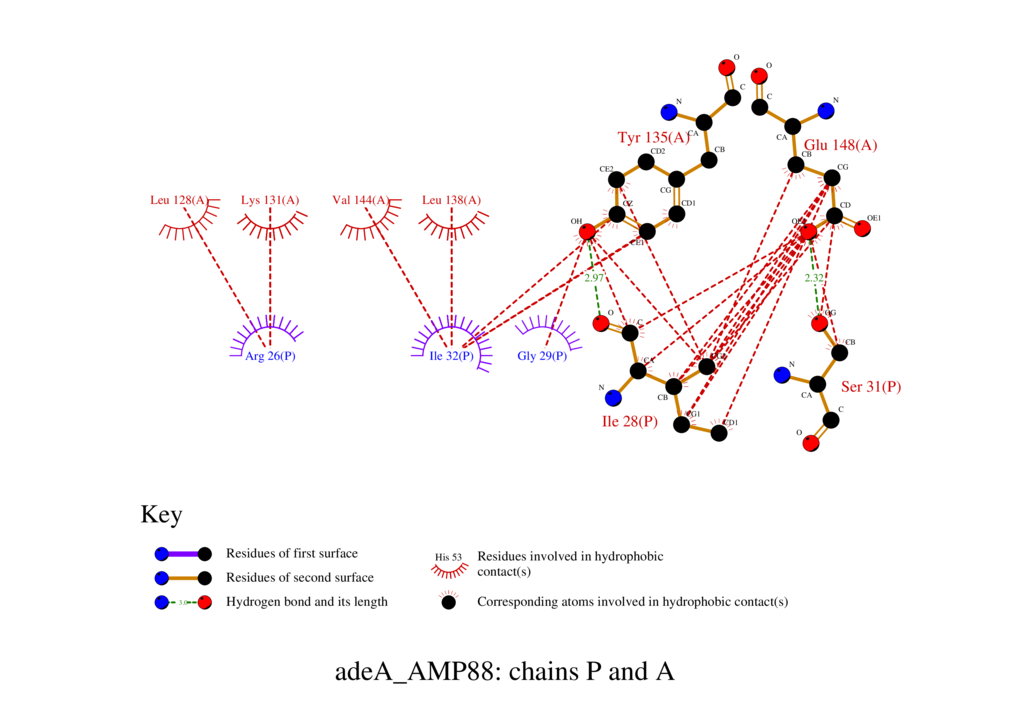 O
O
C
C
N
N
CA
CA
Tyr 135(A)
Glu 148(A)
CD2
CB
CB
CE2
CG
CG
Leu 128(A)
Lys 131(A)
Val 144(A)
Leu 138(A)
CZ
CD1
CD
OH
OE1
CE1
2.97
2.32
O
C
OG
CB
Arg 26(P)
Ile 32(P)
Gly 29(P)
CA
N
N
CB
CA
Ser 31(P)
C
CG1
CD1
Ile 28(P)
O
Key
Residues of first surface
Residues of second surface
3.0
Hydrogen bond and its length
His 53
Residues involved in hydrophobic
contact(s)
Corresponding atoms involved in hydrophobic contact(s)
adeA_AMP88: chains P and A